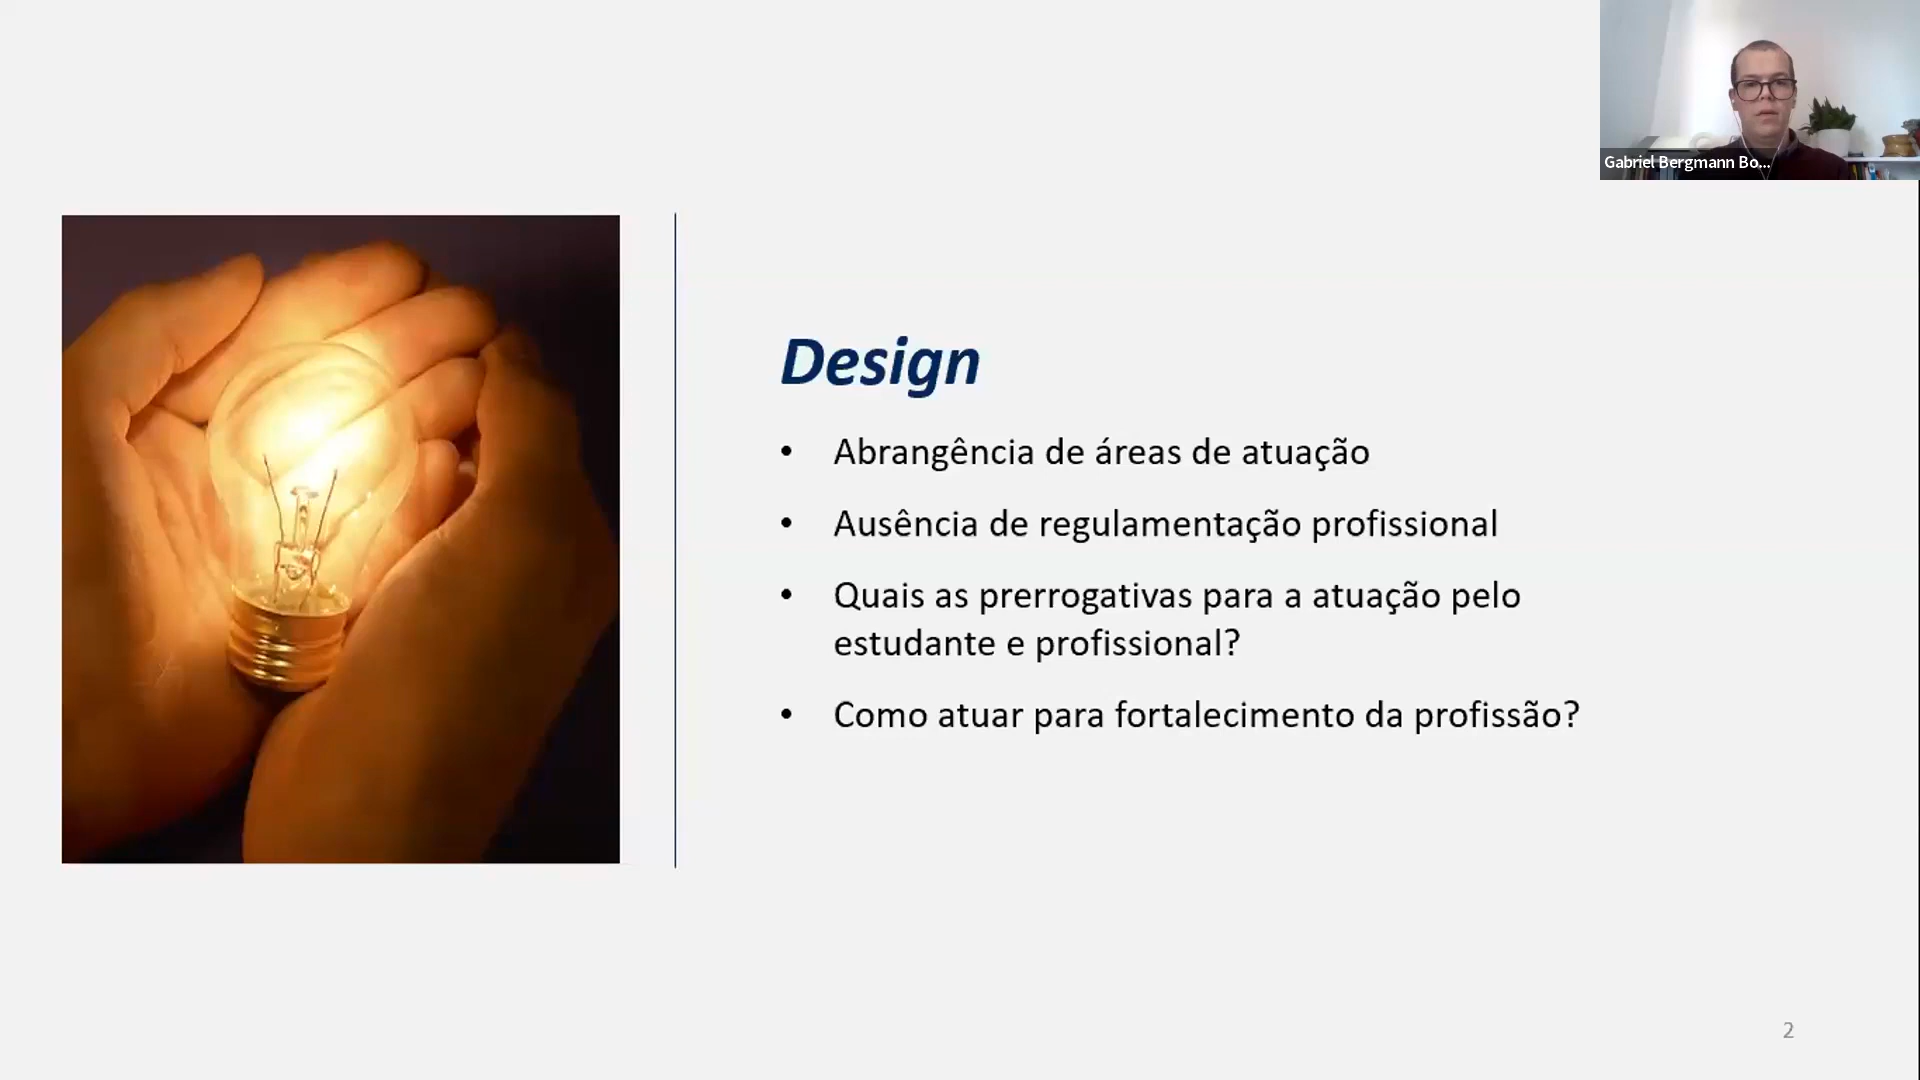 Gabriel Bergmann Bo...
Design
• Abrangência de áreas de atuação
• Ausência de regulamentação profissional
• Quais as prerrogativas para a atuação pelo
estudante e profissional?
• Como atuar para fortalecimento da profissão?
2